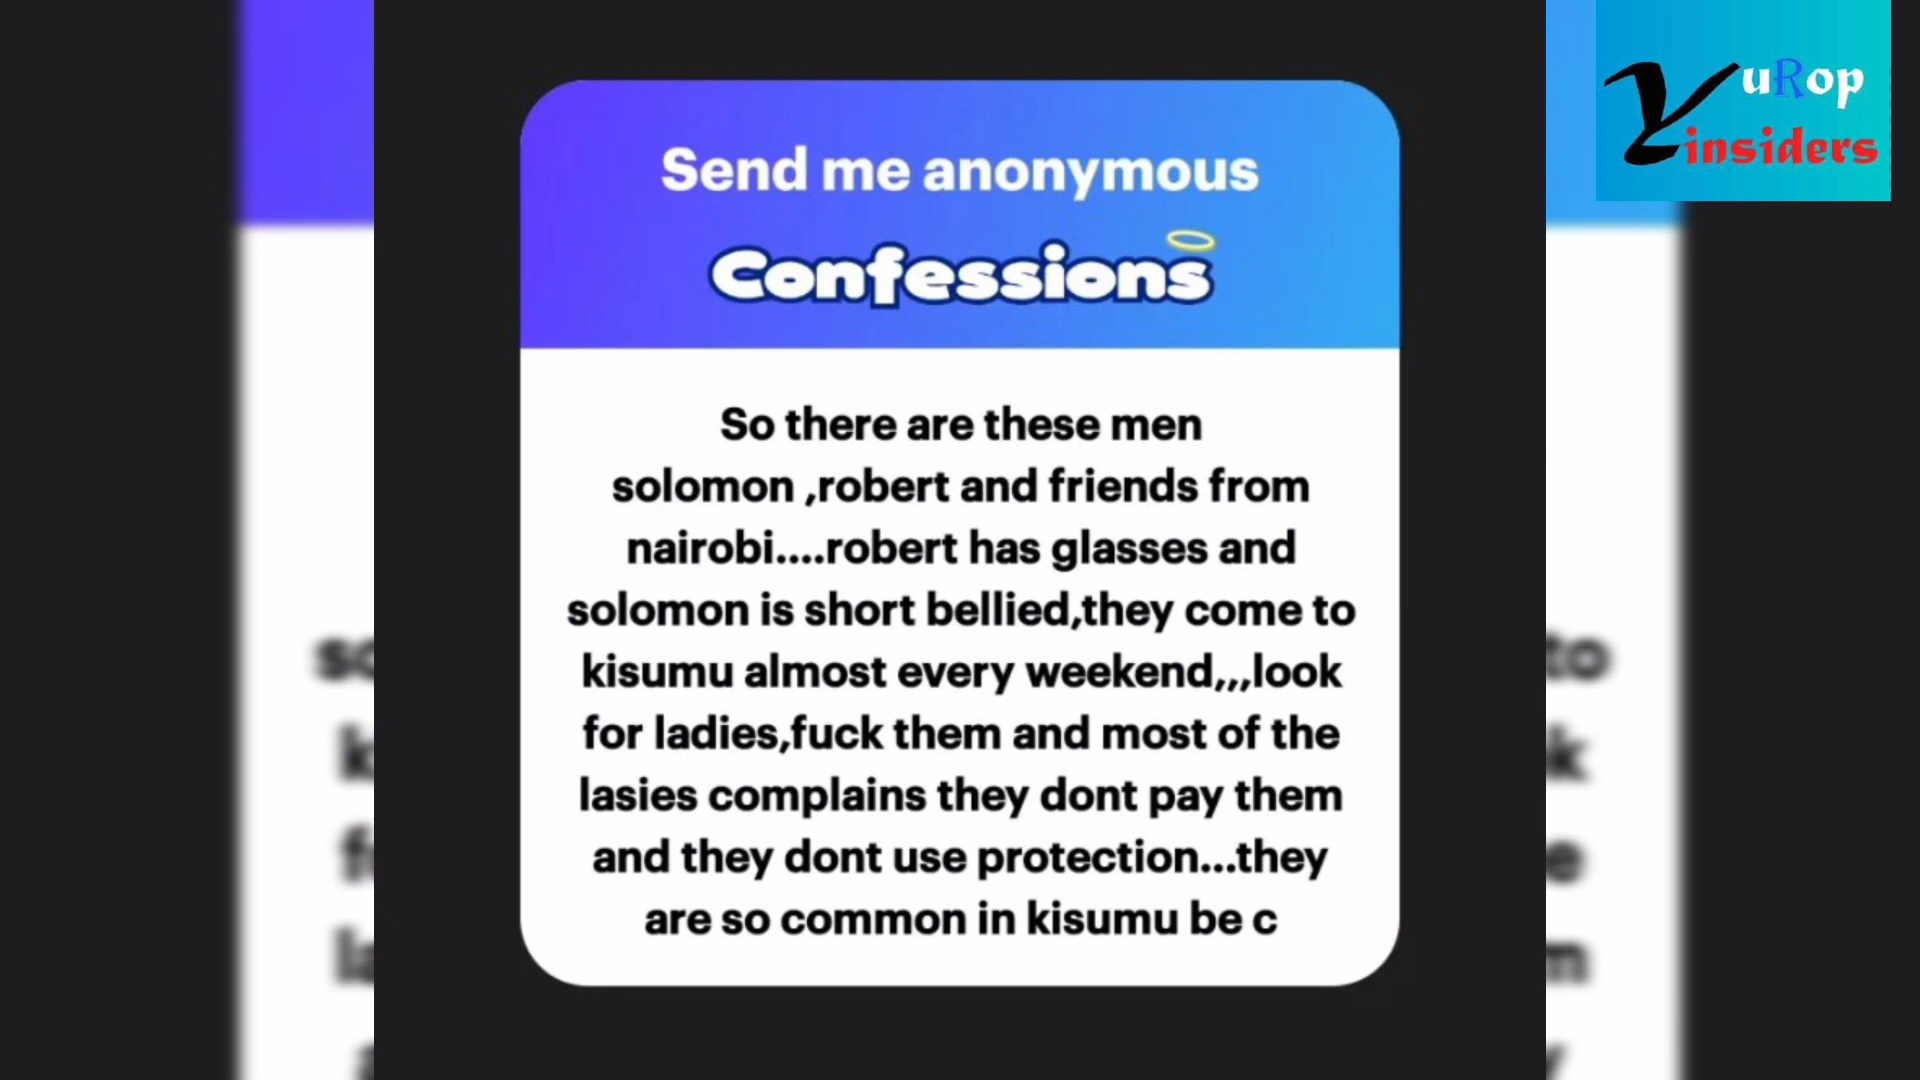 Send me anonymous
Confessions
So there are these men
solomon ,robert and friends from
nairobi....robert has glasses and
solomon is short bellied,they come to
kisumu almost every weekend,,,look
for ladies,fuck them and most of the
lasies complains they dont pay them
and they dont use protection...they
are so common in kisumu be c
YuRop
insiders